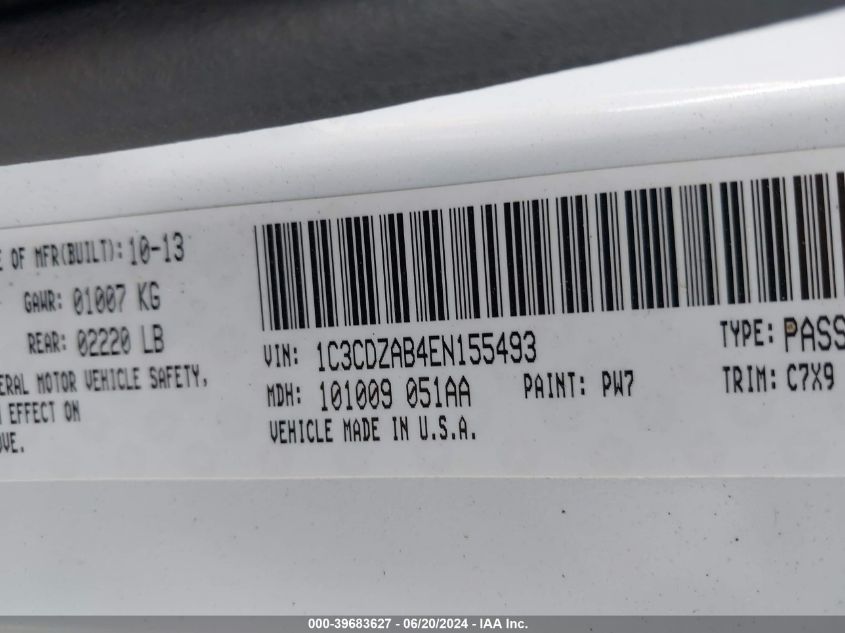 E OF MFR(BUILT): 10-13
GAWR: 01007 KG
REAR: 02220 LB
ERAL MOTOR VEHICLE SAFETY,
EFFECT ON
OVE.
VIN: 1C3CDZAB4EN155493
TYPE: PASS
MDH: 101009 051AA PAINT: PW7 TRIM: C7X9
VEHICLE MADE IN U.S.A.
000-39683627 - 06/20/2024 - IAA Inc.